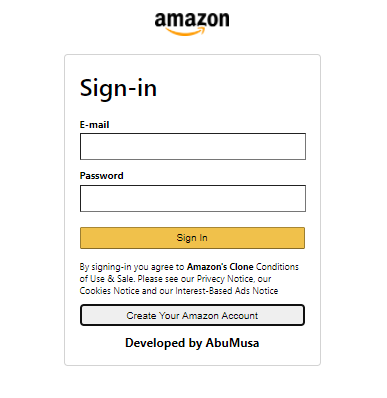 amazon
Sign-in
E-mail
Password
Sign In
By signing-in you agree to Amazon's Clone Conditions
of Use & Sale. Please see our Privacy Notice, our
Cookies Notice and our Interest-Based Ads Notice
Create Your Amazon Account
Developed by AbuMusa